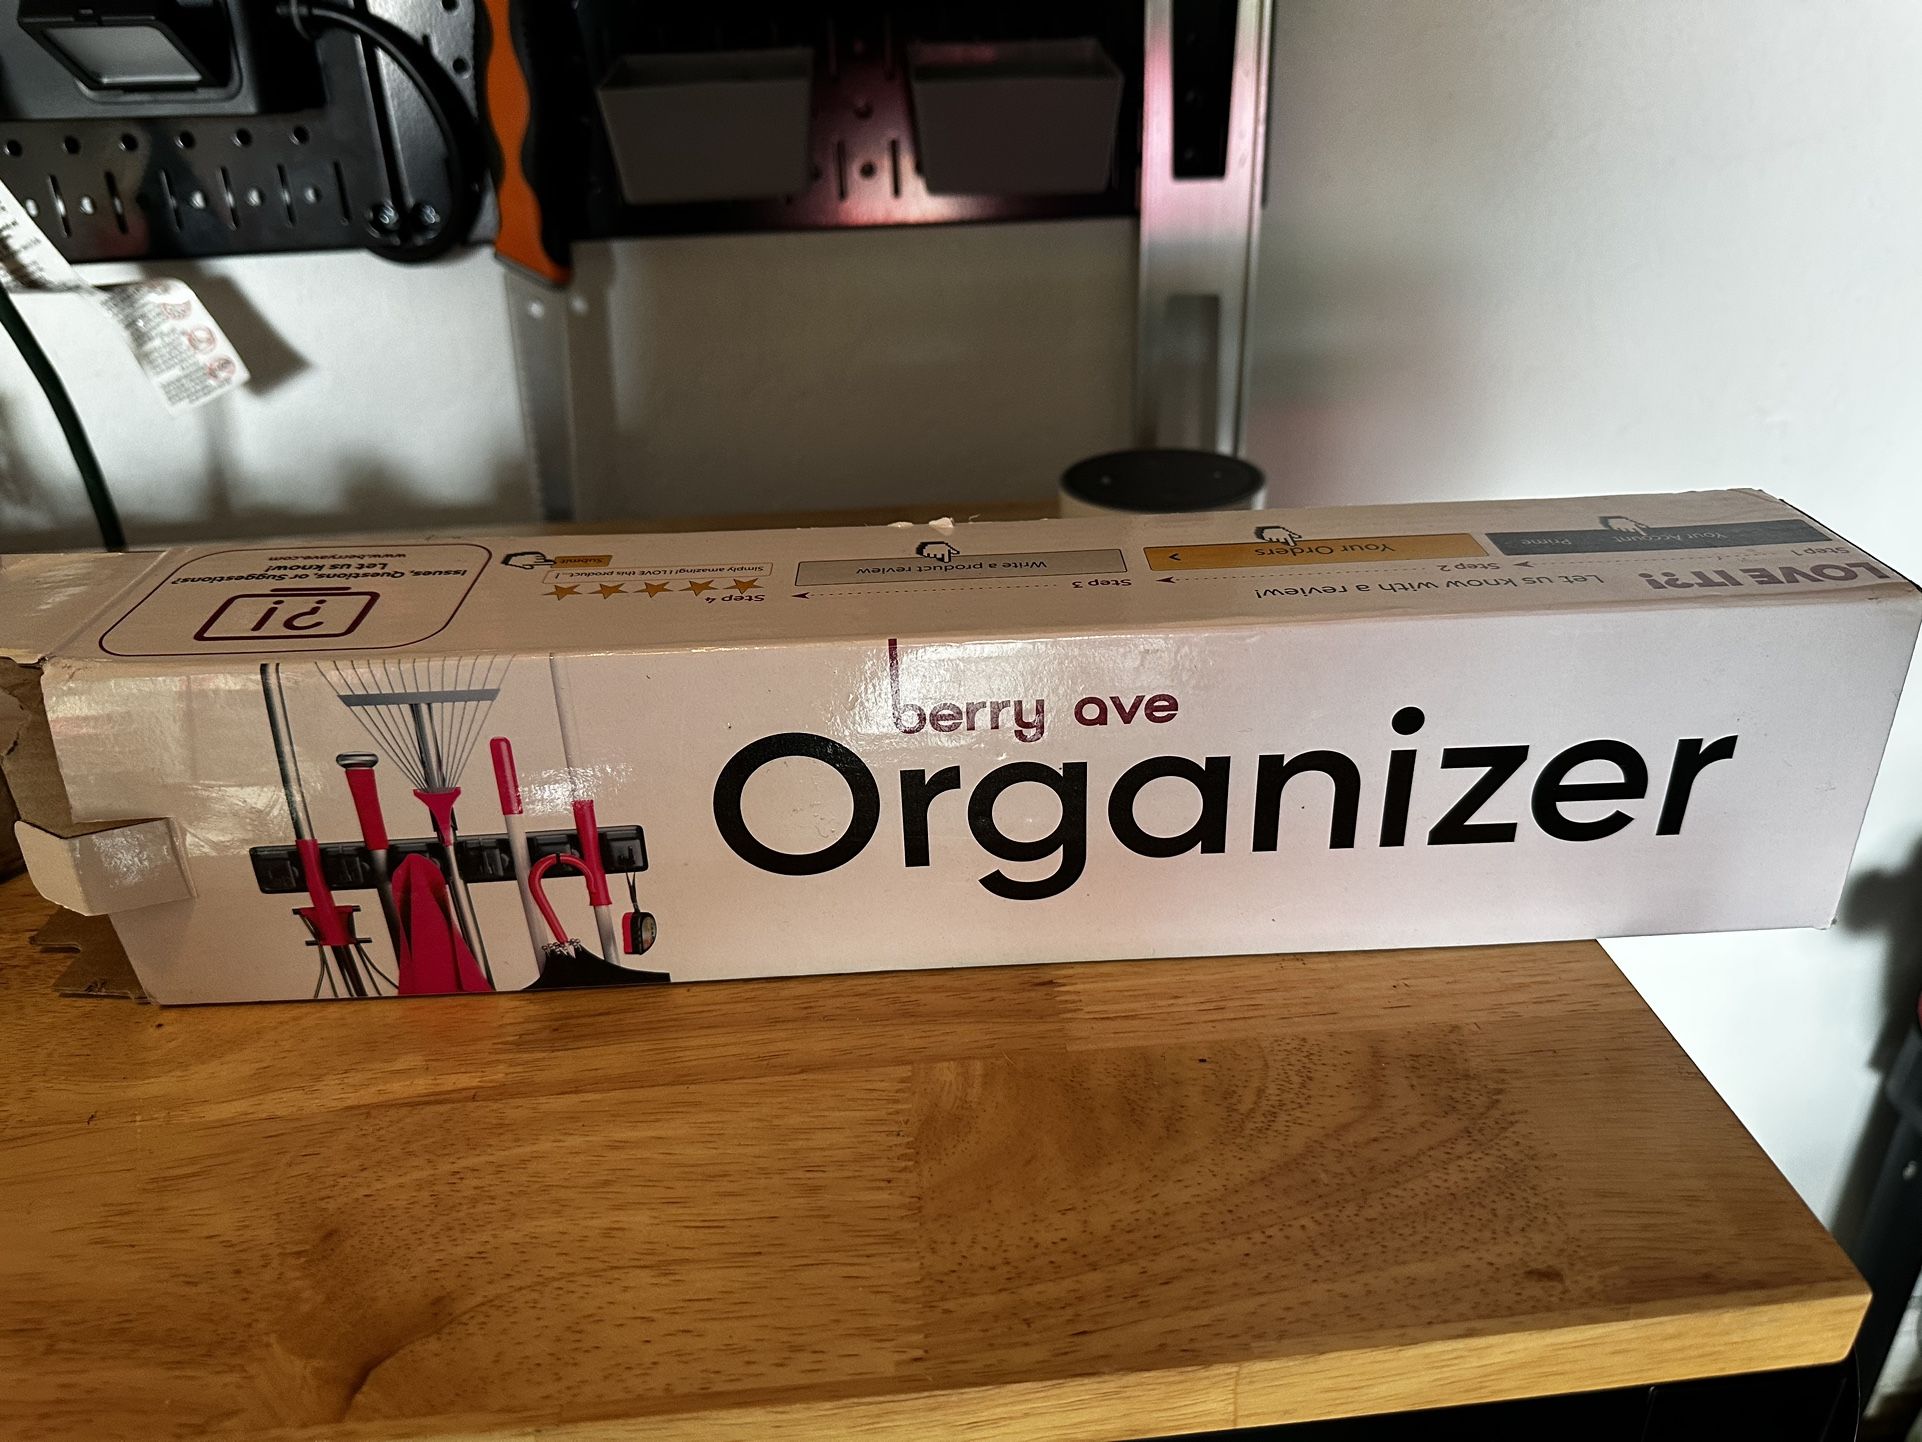 berry ave
Organizer
LOVE IT?!
Let us know with a review!
Step 1
Your Account
Prime
Step 2
Your Orders
Step 3
Write a product review
Step 4
Simply amazing! I LOVE this product...!
Submit
?!
Issues, Questions, or Suggestions?
Let us know!
www.berryave.com